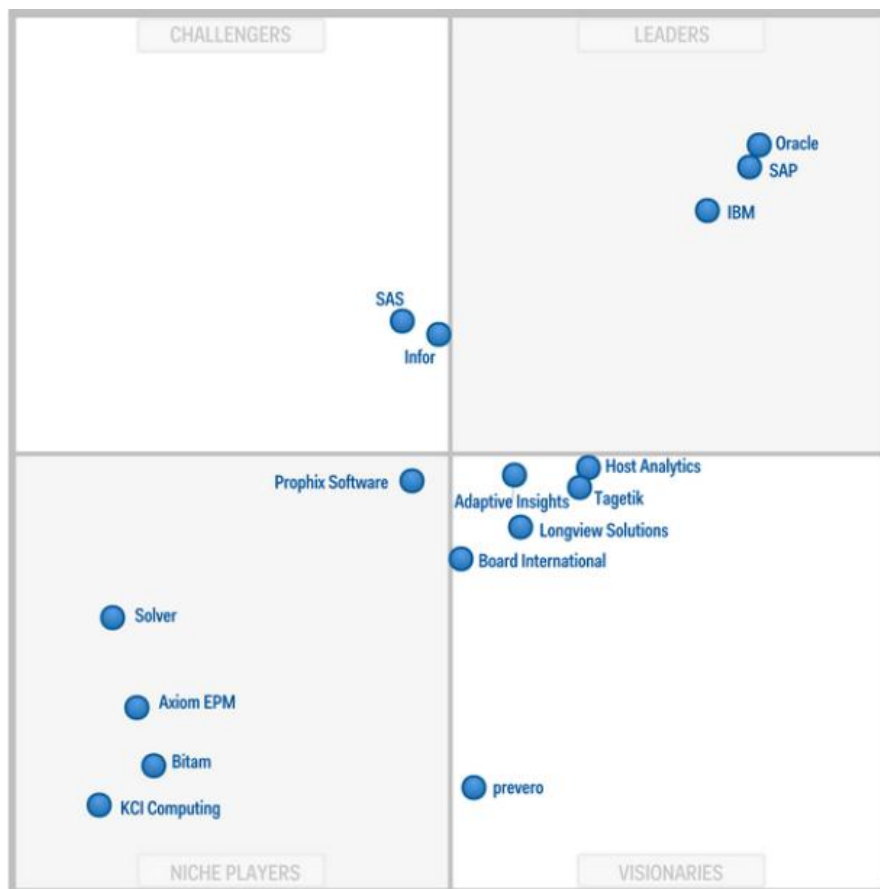 CHALLENGERS
LEADERS
Oracle
SAP
IBM
SAS
Infor
Prophix Software
Host Analytics
Adaptive Insights
Tagetik
Longview Solutions
Board International
Solver
Axiom EPM
Bitam
prevero
KCI Computing
NICHE PLAYERS
VISIONARIES